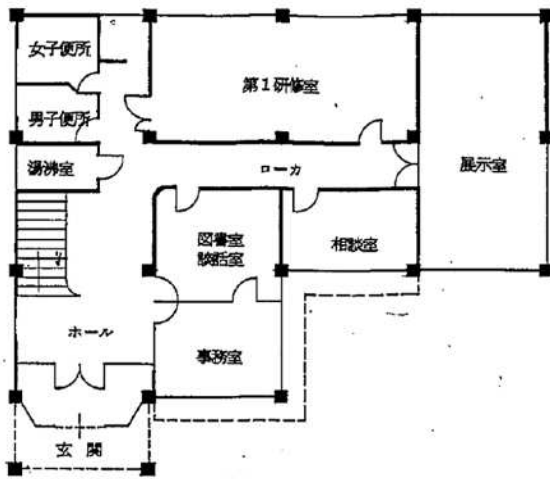 女子便所
第1研修室
男子便所
湯沸室
ローカ
展示室
図書室
談話室
相談室
ホール
事務室
玄関